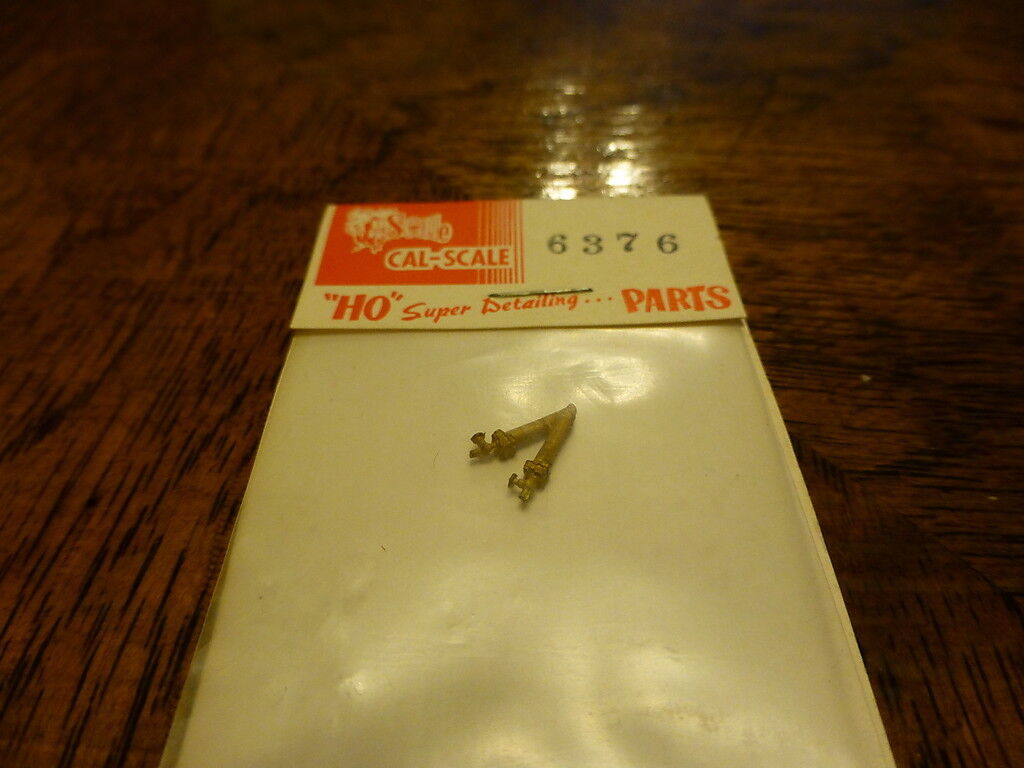 CAL-SCALE
6376
"HO" Super Detailing... PARTS